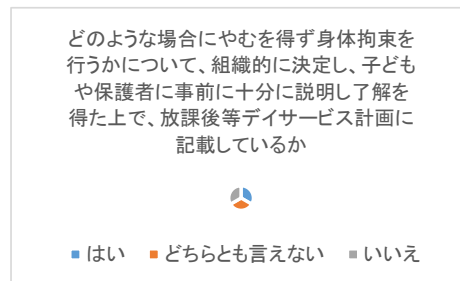 どのような場合にやむを得ず身体拘束を
行うかについて、組織的に決定し、子ども
や保護者に事前に十分に説明し了解を
得た上で、放課後等デイサービス計画に
記載しているか
はい どちらとも言えない いいえ